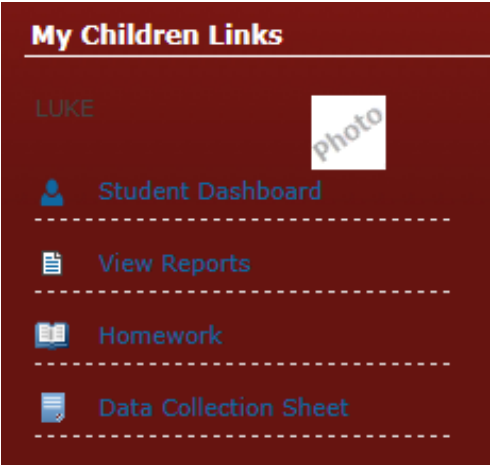 My Children Links
LUKE
Photo
Student Dashboard
View Reports
Homework
Data Collection Sheet